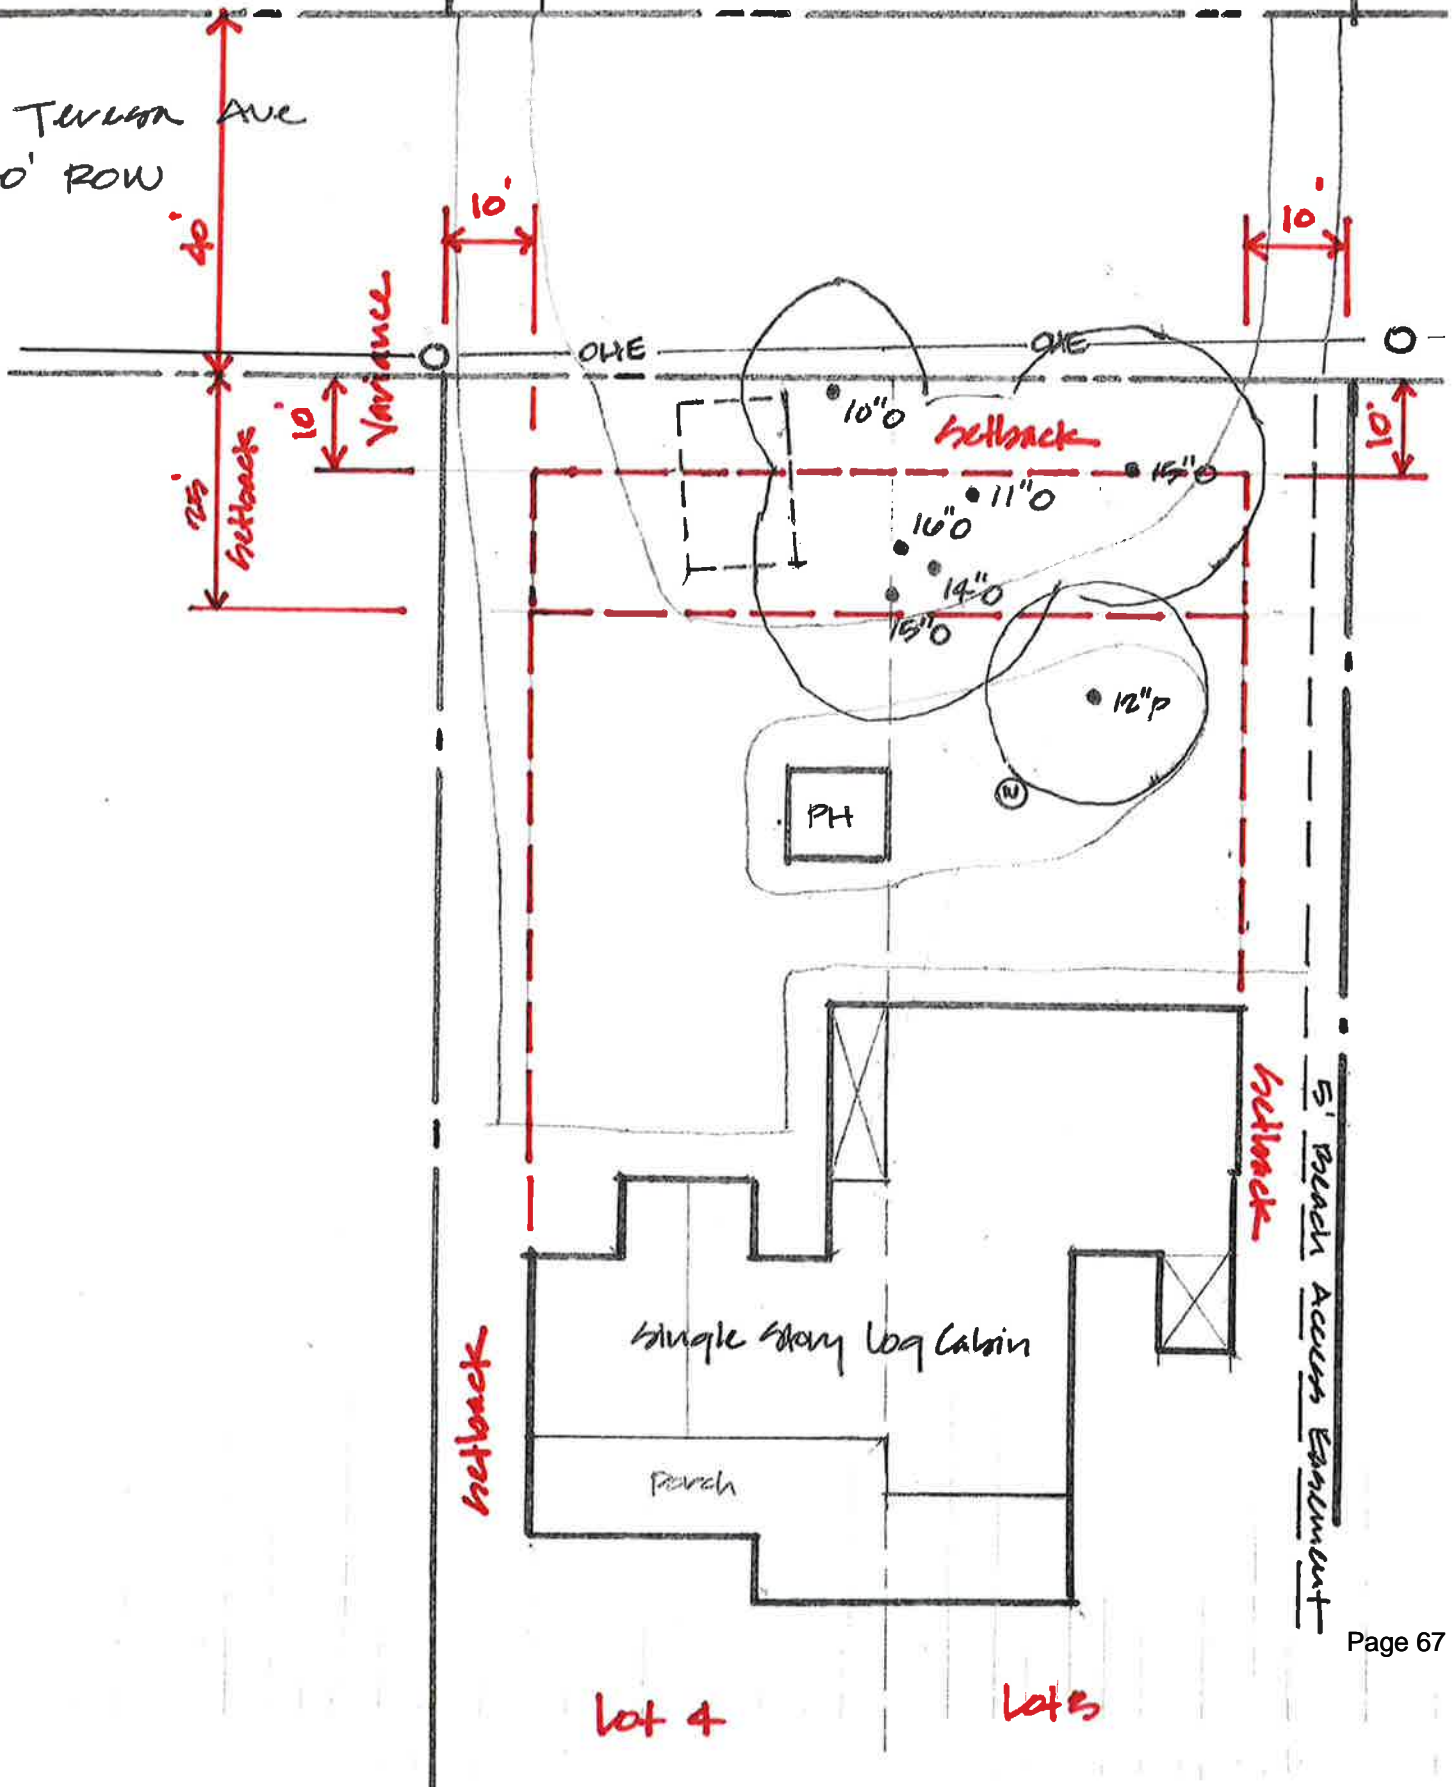 Teresa Ave
0' ROW
40'
10'
10'
Variance
OHE
OHE
10'
25'
setback
10"O
setback
15"O
10'
11"O
16"O
14"O
15"O
12"P
W
PH
setback
5' Beach Access Easement
Single Story Log Cabin
setback
Porch
Page 67
Lot 4
Lot 5